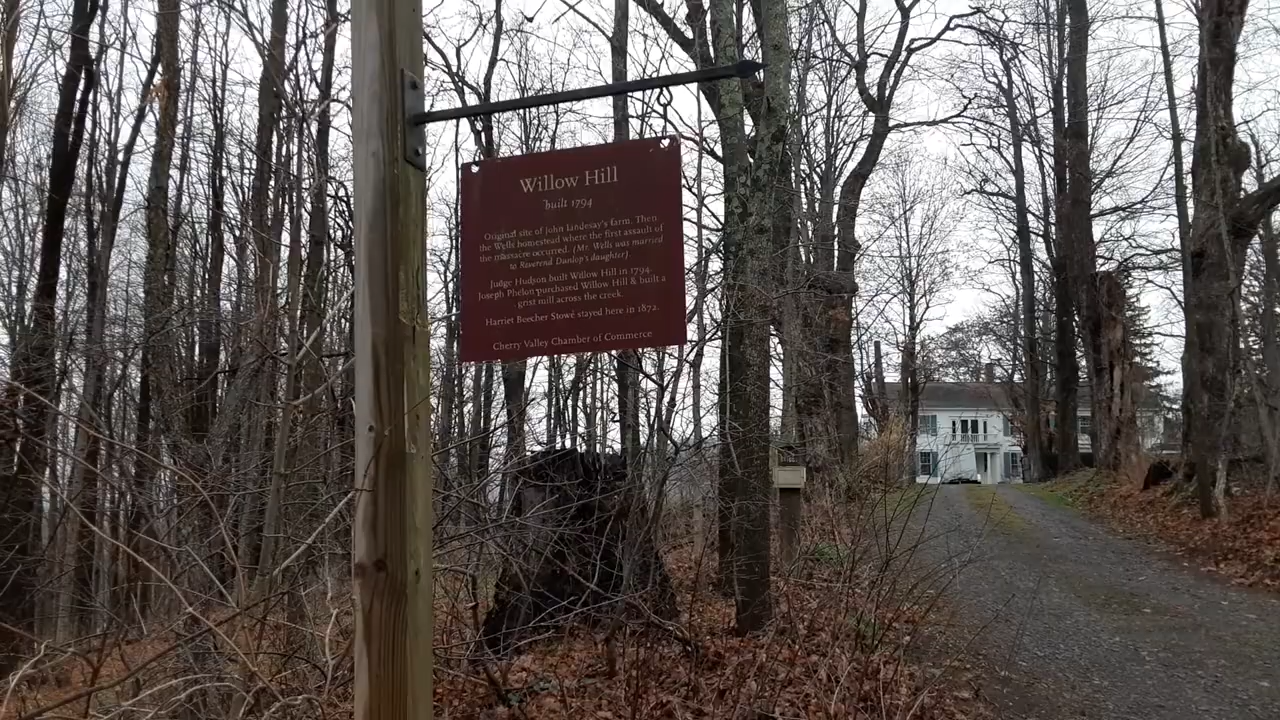 Willow Hill
built 1794
Original site of John Landesay's farm. Then
the Wells homestead where the first assault of
the massacre occurred. (Mr. Wells was married
to Reverend Dunlop's daughter).
Judge Hudson built Willow Hill in 1794.
Joseph Phelon purchased Willow Hill & built a
grist mill across the creek.
Harriet Beecher Stowe stayed here in 1872.
Cherry Valley Chamber of Commerce